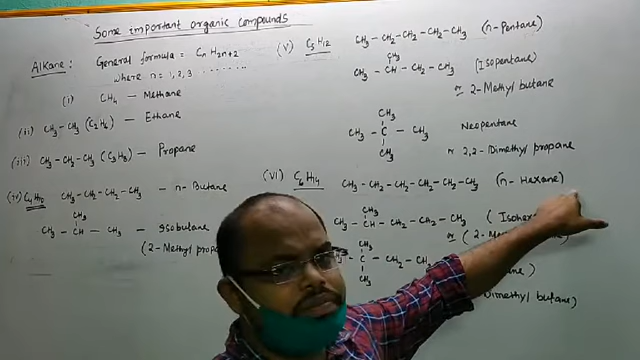 Some important organic compounds
Alkane :
General formula = CnH2n+2
where n = 1, 2, 3 ........
(i) CH4 - Methane
(ii) CH3-CH3 (C2H6) - Ethane
(iii) CH3-CH2-CH3 (C3H8) - Propane
(iv) C4H10 CH3-CH2-CH2-CH3 - n-Butane
CH3
CH3 - CH - CH3 - Isobutane
(2-Methyl
(v) C5H12 CH3-CH2-CH2-CH2-CH3 (n-Pentane)
CH3
CH3 - CH - CH2 - CH3 (Isopentane)
2-Methyl butane
CH3
CH3 - C - CH3 Neopentane
CH3
2,2-Dimethyl propane
(vi) C6H14 CH3-CH2-CH2-CH2-CH2-CH3 (n-Hexane)
CH3
CH3 - CH - CH2 - CH2 - CH3
CH3
C - CH2
CH3
Dimethyl butane)